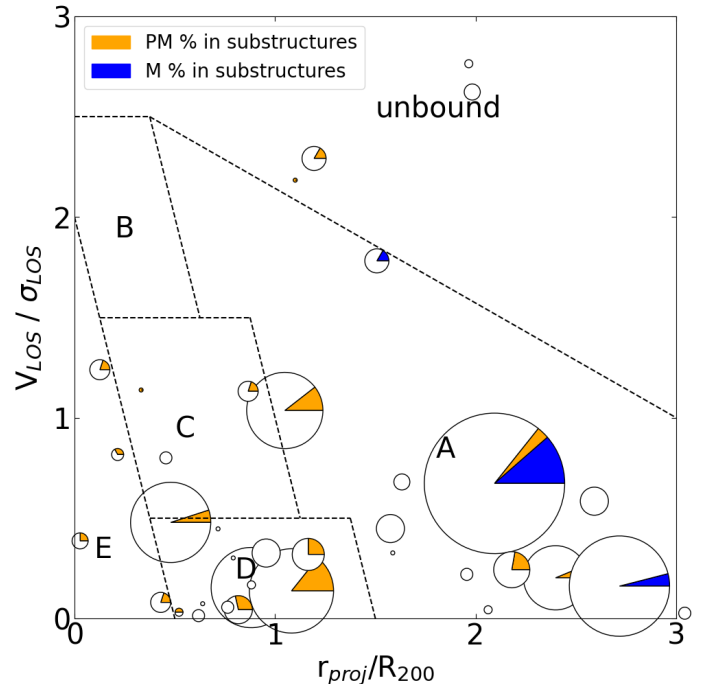 3
PM % in substructures
M % in substructures
unbound
2
B
V_LOS / σ_LOS
1
C
A
E
D
0
0
1
2
3
r_proj/R_200